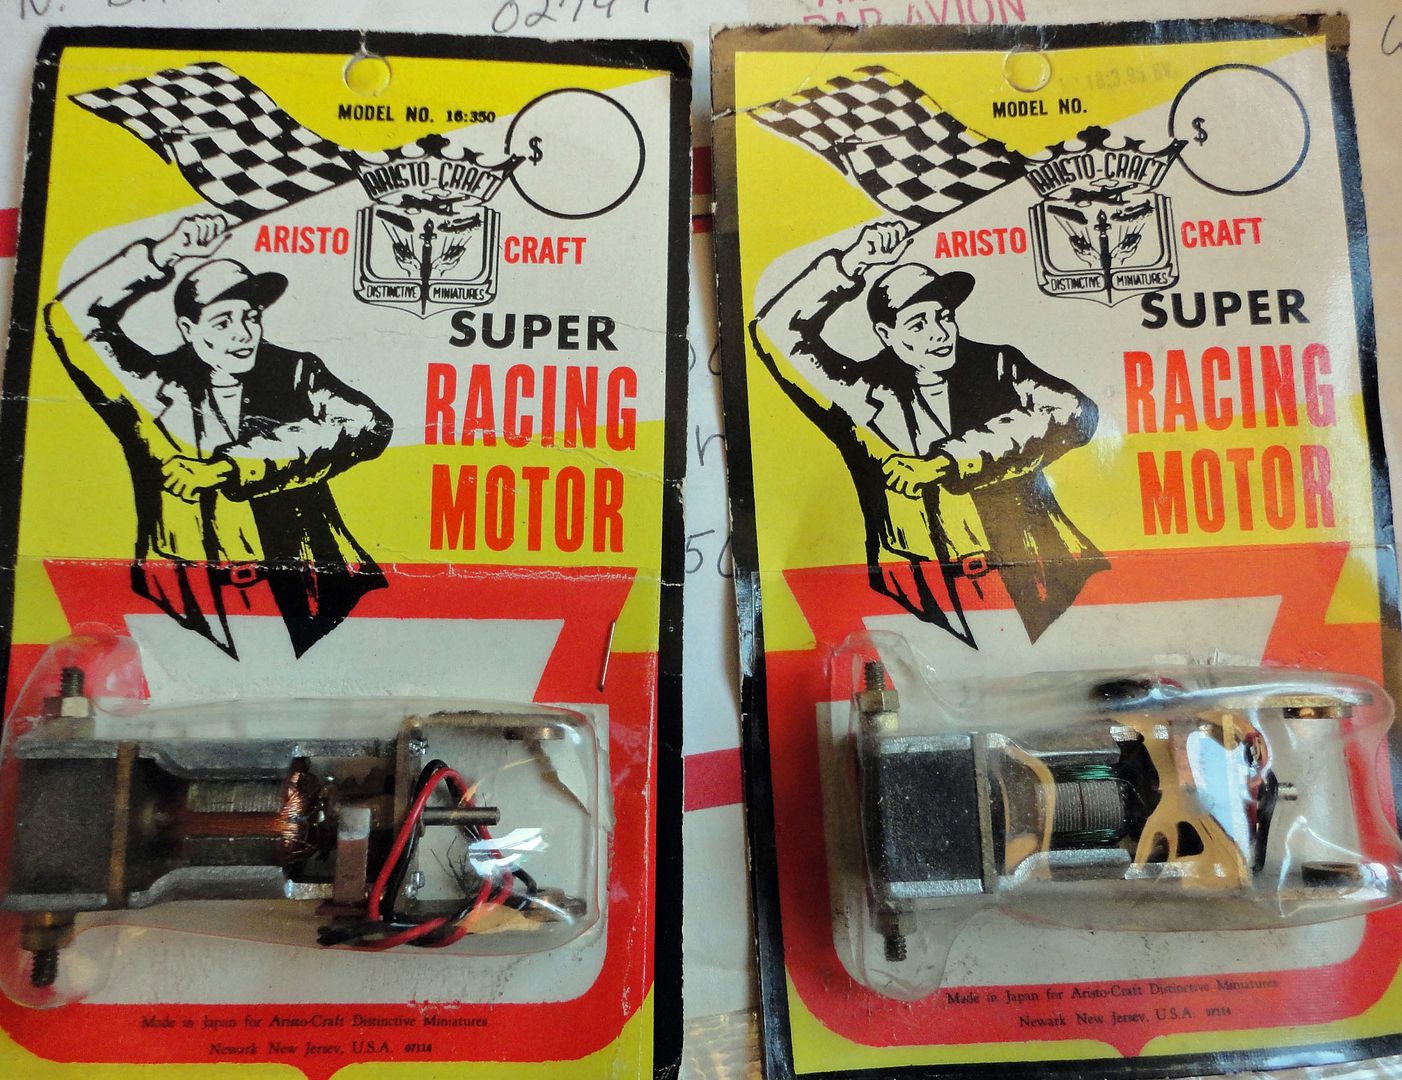 PAR AVION
MODEL NO. 16:350
$
ARISTO-CRAFT
ARISTO CRAFT
DISTINCTIVE MINIATURES
SUPER
RACING
MOTOR
Made in Japan for Aristo-Craft Distinctive Miniatures
Newark New Jersey, U.S.A. 07114
MODEL NO.
$
ARISTO-CRAFT
ARISTO CRAFT
DISTINCTIVE MINIATURES
SUPER
RACING
MOTOR
Made in Japan for Aristo-Craft Distinctive Miniatures
Newark New Jersey, U.S.A. 07114